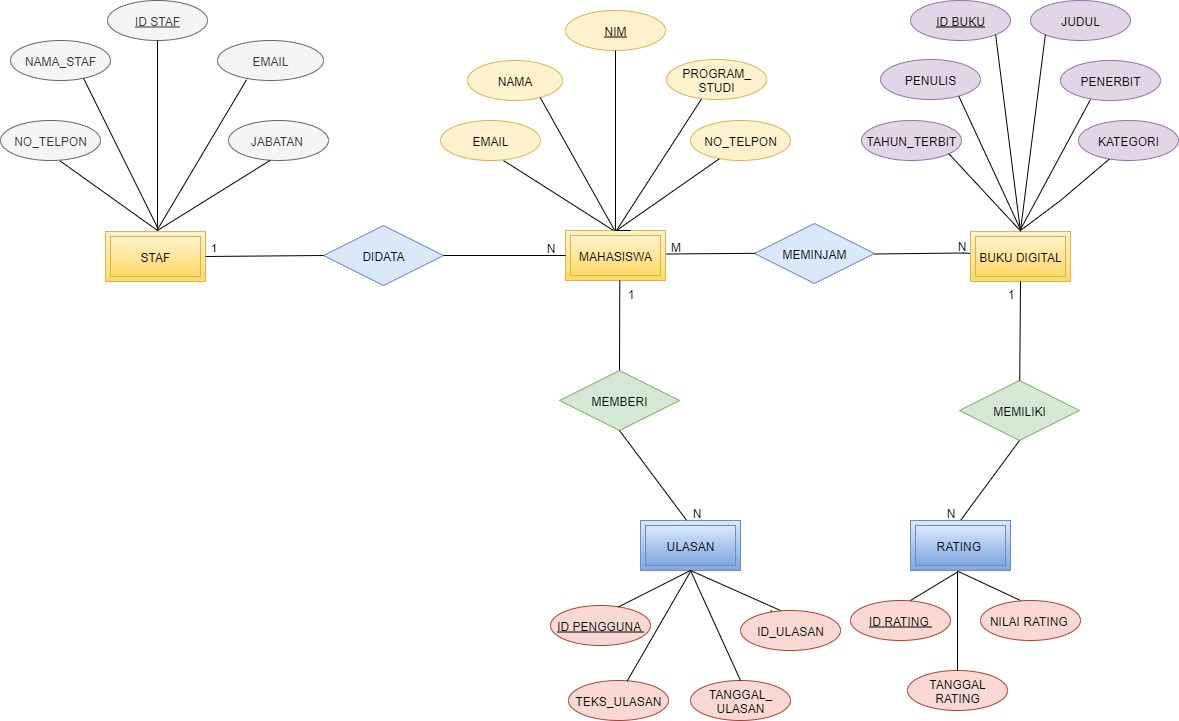 ID STAF
NAMA_STAF
EMAIL
NO_TELPON
JABATAN
NIM
NAMA
PROGRAM_
STUDI
EMAIL
NO_TELPON
ID BUKU
JUDUL
PENULIS
PENERBIT
TAHUN_TERBIT
KATEGORI
STAF
1
DIDATA
N
MAHASISWA
M
MEMINJAM
N
BUKU DIGITAL
1
1
MEMBERI
MEMILIKI
N
N
ULASAN
RATING
ID PENGGUNA
ID_ULASAN
TEKS_ULASAN
TANGGAL_
ULASAN
ID RATING
NILAI RATING
TANGGAL
RATING